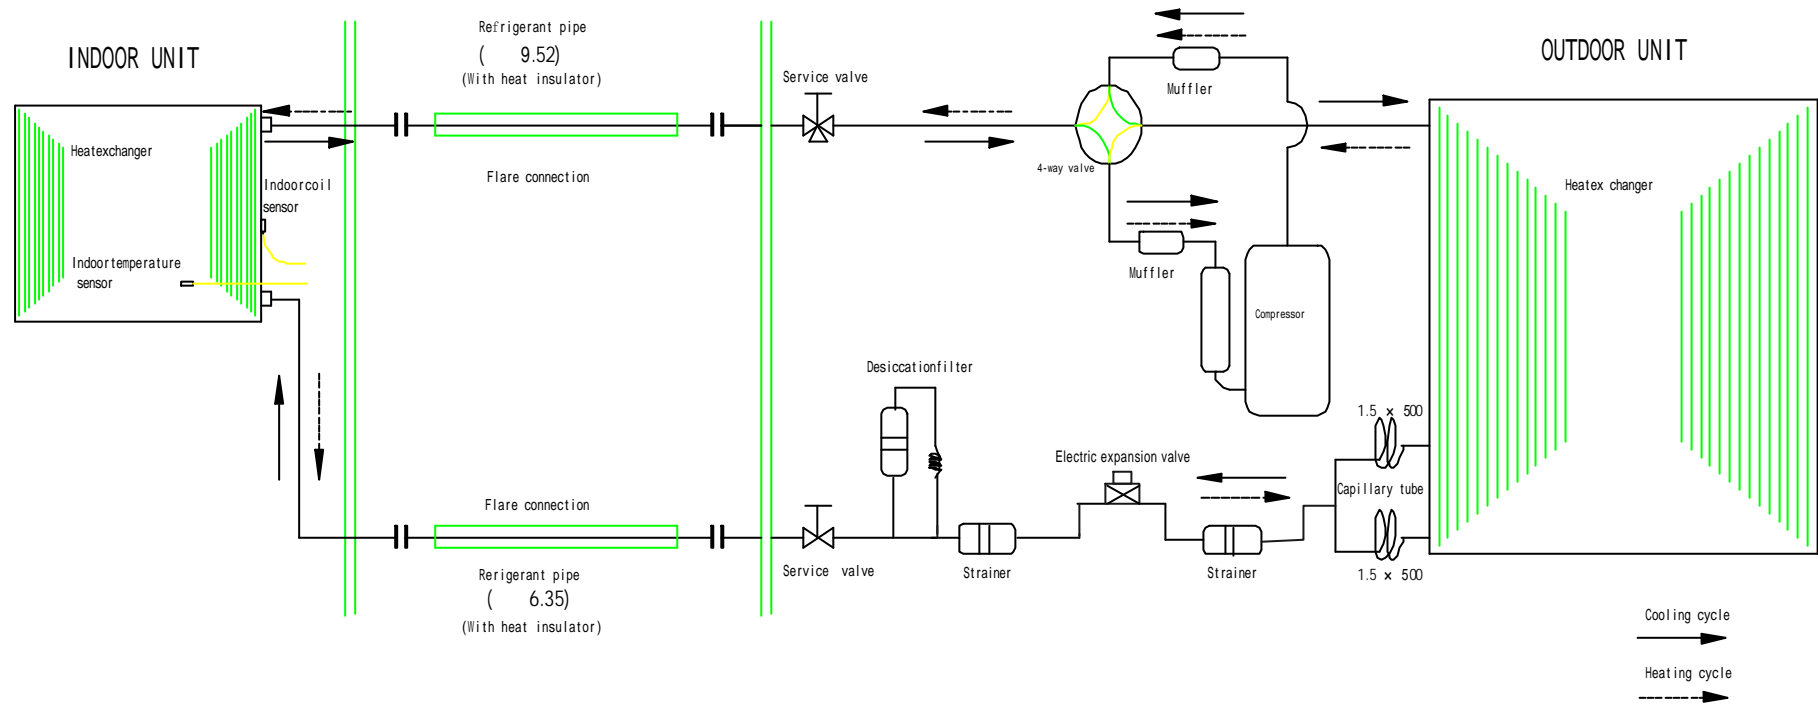 INDOOR UNIT
Refrigerant pipe
( 9.52)
(With heat insulator)
Service valve
Muffler
OUTDOOR UNIT
Heatexchanger
Indoorcoil
sensor
Indoortemperature
sensor
Flare connection
4-way valve
Muffler
Compressor
Heatex changer
Desiccationfilter
Electric expansion valve
1.5 × 500
Capillary tube
1.5 × 500
Flare connection
Service valve
Strainer
Strainer
Rerigerant pipe
( 6.35)
(With heat insulator)
Cooling cycle
Heating cycle